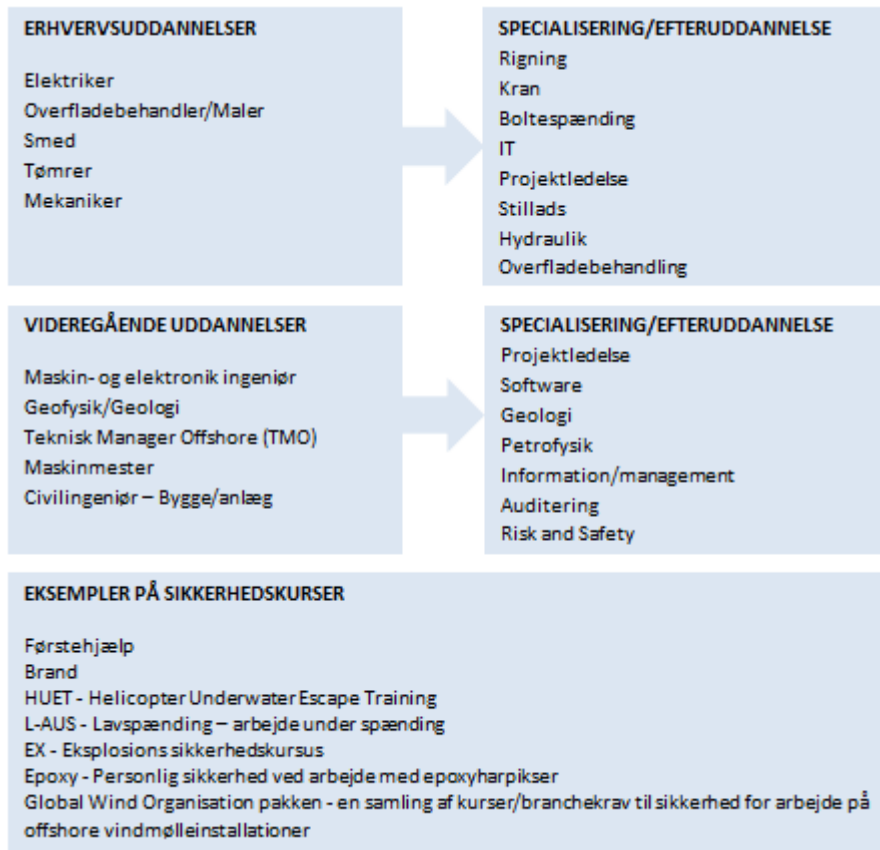 ERHVERVSUDDANNELSER
Elektriker
Overfladebehandler/Maler
Smed
Tømrer
Mekaniker
SPECIALISERING/EFTERUDDANNELSE
Rigning
Kran
Boltespænding
IT
Projektledelse
Stillads
Hydraulik
Overfladebehandling
VIDEREGÅENDE UDDANNELSER
Maskin- og elektronik ingeniør
Geofysik/Geologi
Teknisk Manager Offshore (TMO)
Maskinmester
Civilingeniør – Bygge/anlæg
SPECIALISERING/EFTERUDDANNELSE
Projektledelse
Software
Geologi
Petrofysik
Information/management
Auditering
Risk and Safety
EKSEMPLER PÅ SIKKERHEDSKURSER
Førstehjælp
Brand
HUET - Helicopter Underwater Escape Training
L-AUS - Lavspænding – arbejde under spænding
EX - Eksplosions sikkerhedskursus
Epoxy - Personlig sikkerhed ved arbejde med epoxyharpikser
Global Wind Organisation pakken - en samling af kurser/branchekrav til sikkerhed for arbejde på
offshore vindmølleinstallationer